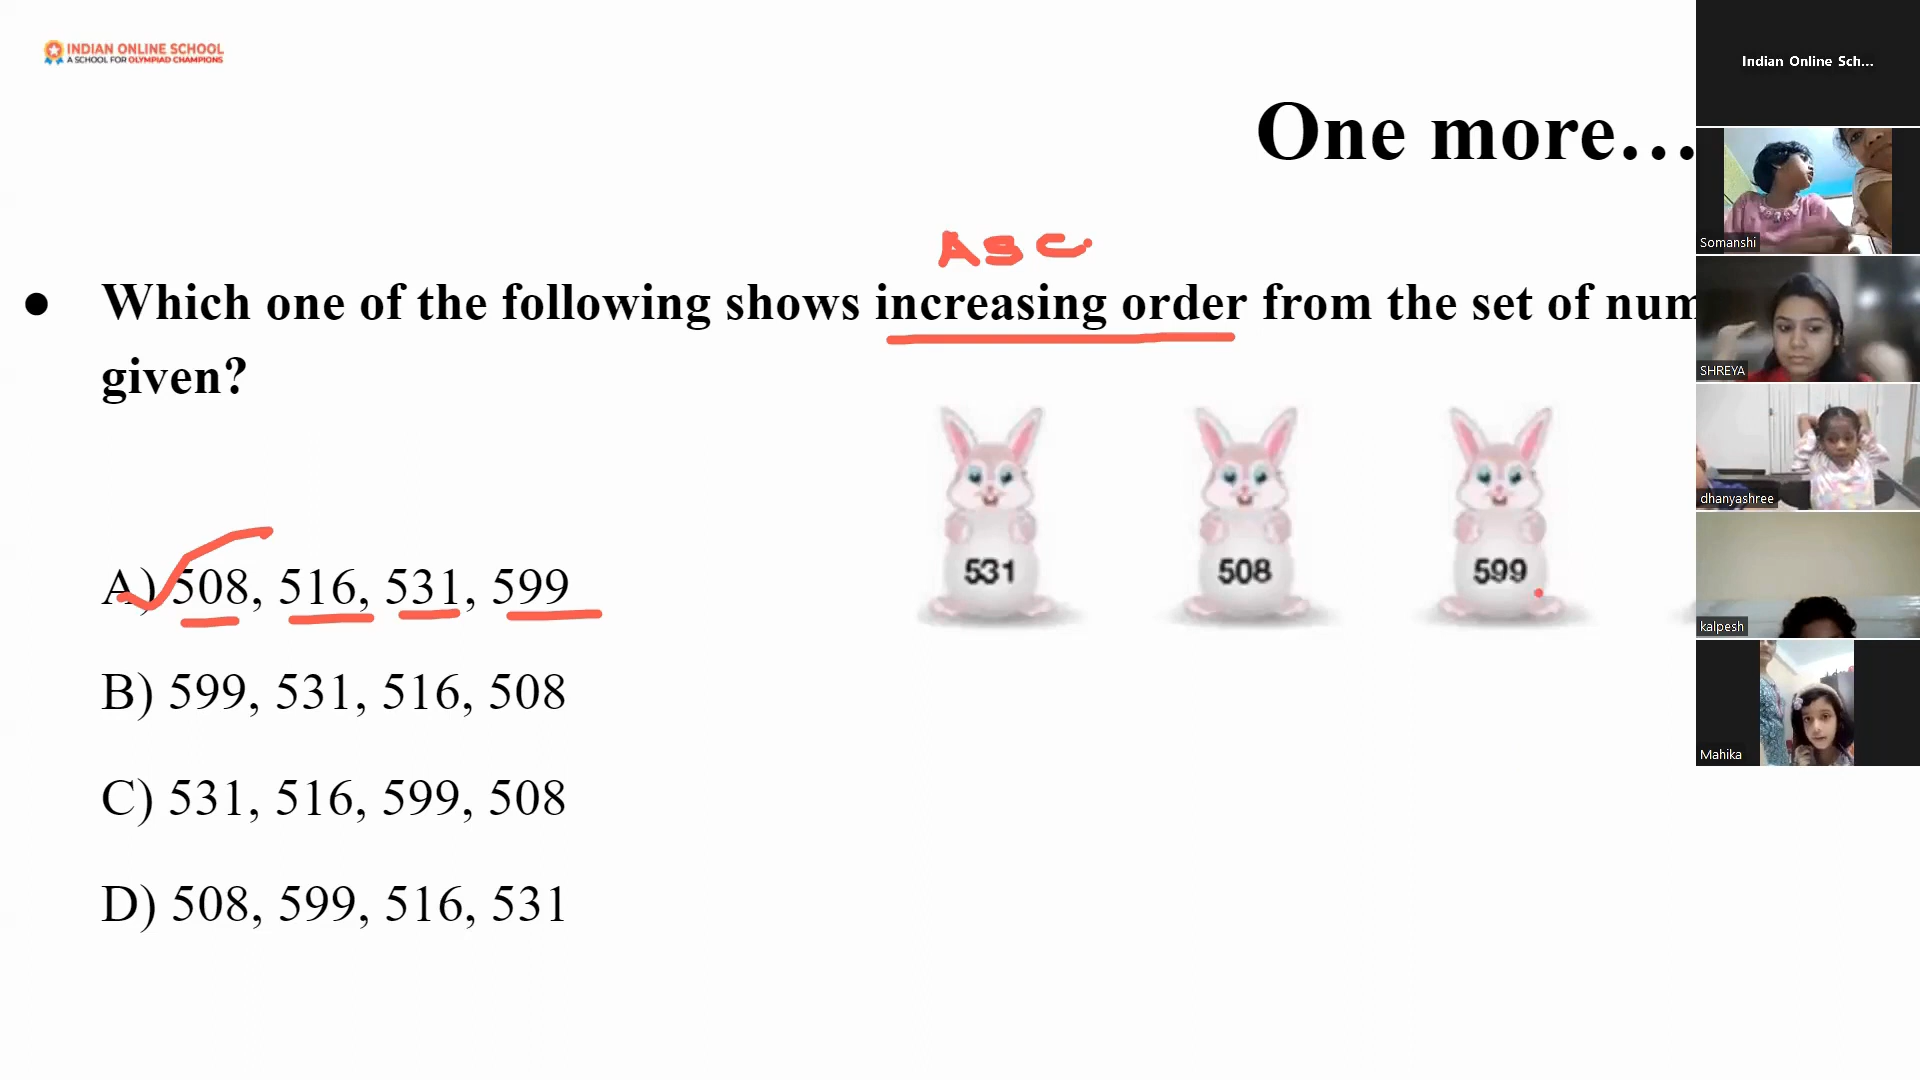 INDIAN ONLINE SCHOOL
A SCHOOL FOR OLYMPIAD CHAMPIONS
Indian Online Sch...
One more...
Somanshi
ASC
Which one of the following shows increasing order from the set of num
given?
SHREYA
dhanyashree
531
508
599
A) 508, 516, 531, 599
kalpesh
B) 599, 531, 516, 508
Mahika
C) 531, 516, 599, 508
D) 508, 599, 516, 531